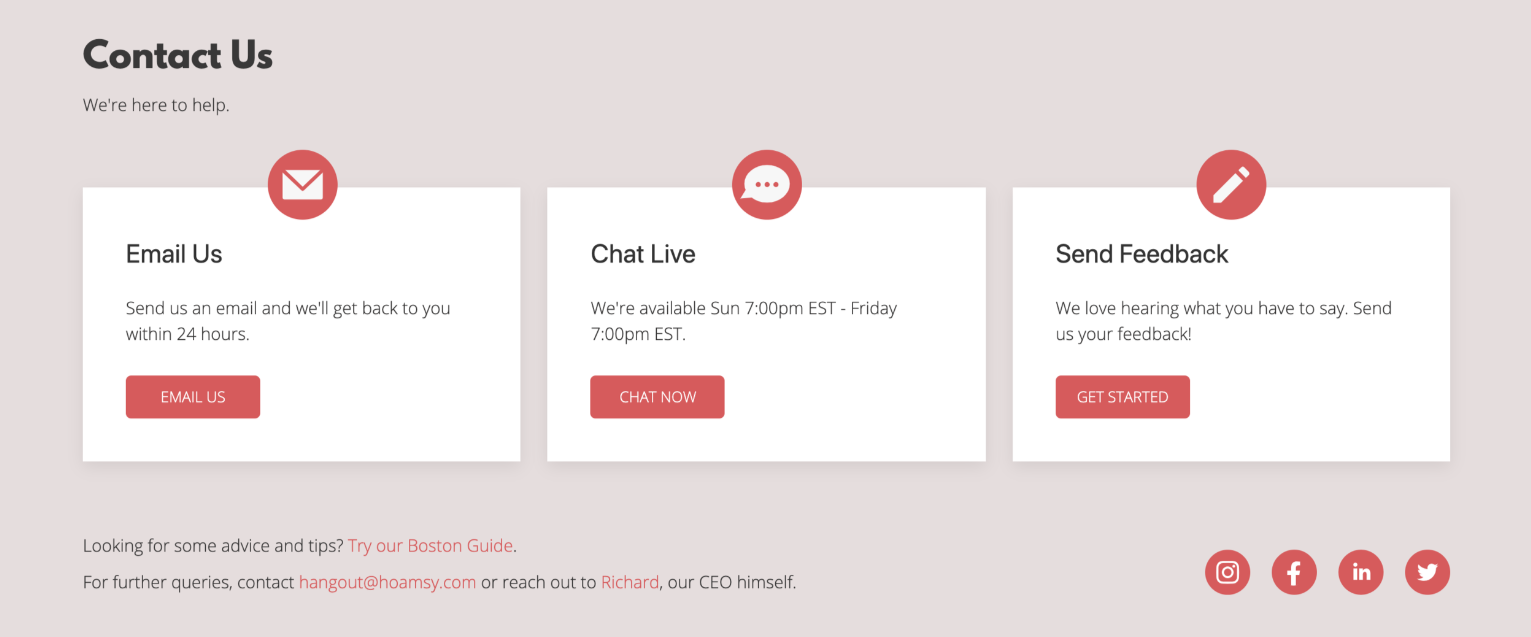 Contact Us
We're here to help.
Email Us
Send us an email and we'll get back to you
within 24 hours.
EMAIL US
Chat Live
We're available Sun 7:00pm EST - Friday
7:00pm EST.
CHAT NOW
Send Feedback
We love hearing what you have to say. Send
us your feedback!
GET STARTED
Looking for some advice and tips? Try our Boston Guide.
For further queries, contact hangout@hoamsy.com or reach out to Richard, our CEO himself.
in